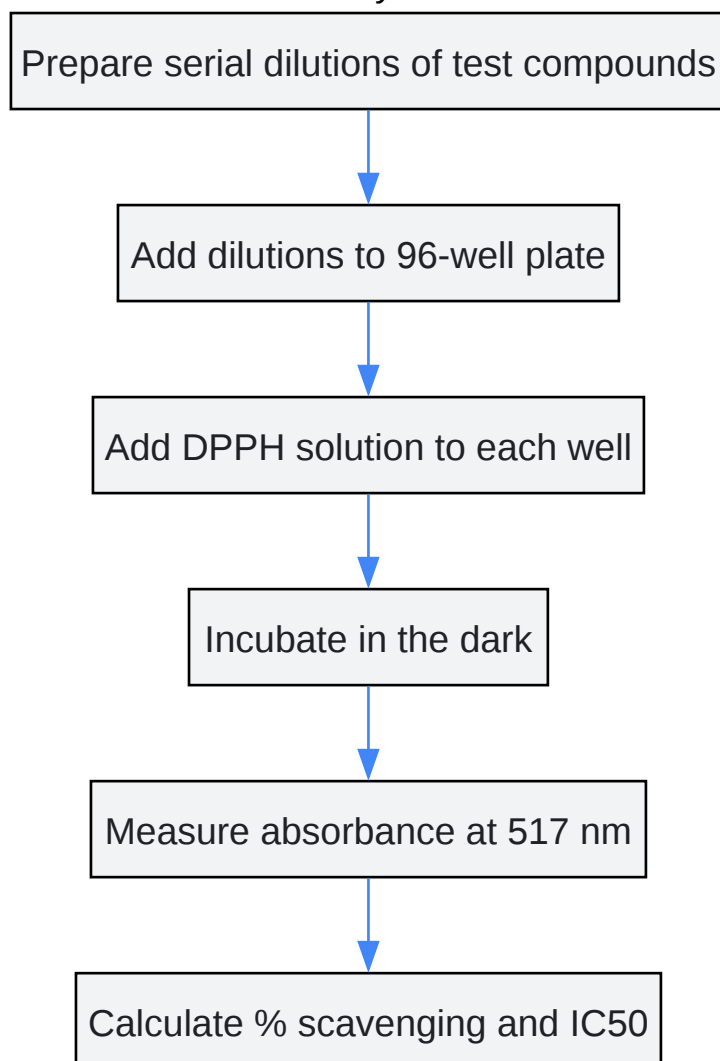 Prepare serial dilutions of test compounds
Add dilutions to 96-well plate
Add DPPH solution to each well
Incubate in the dark
Measure absorbance at 517 nm
Calculate % scavenging and IC50